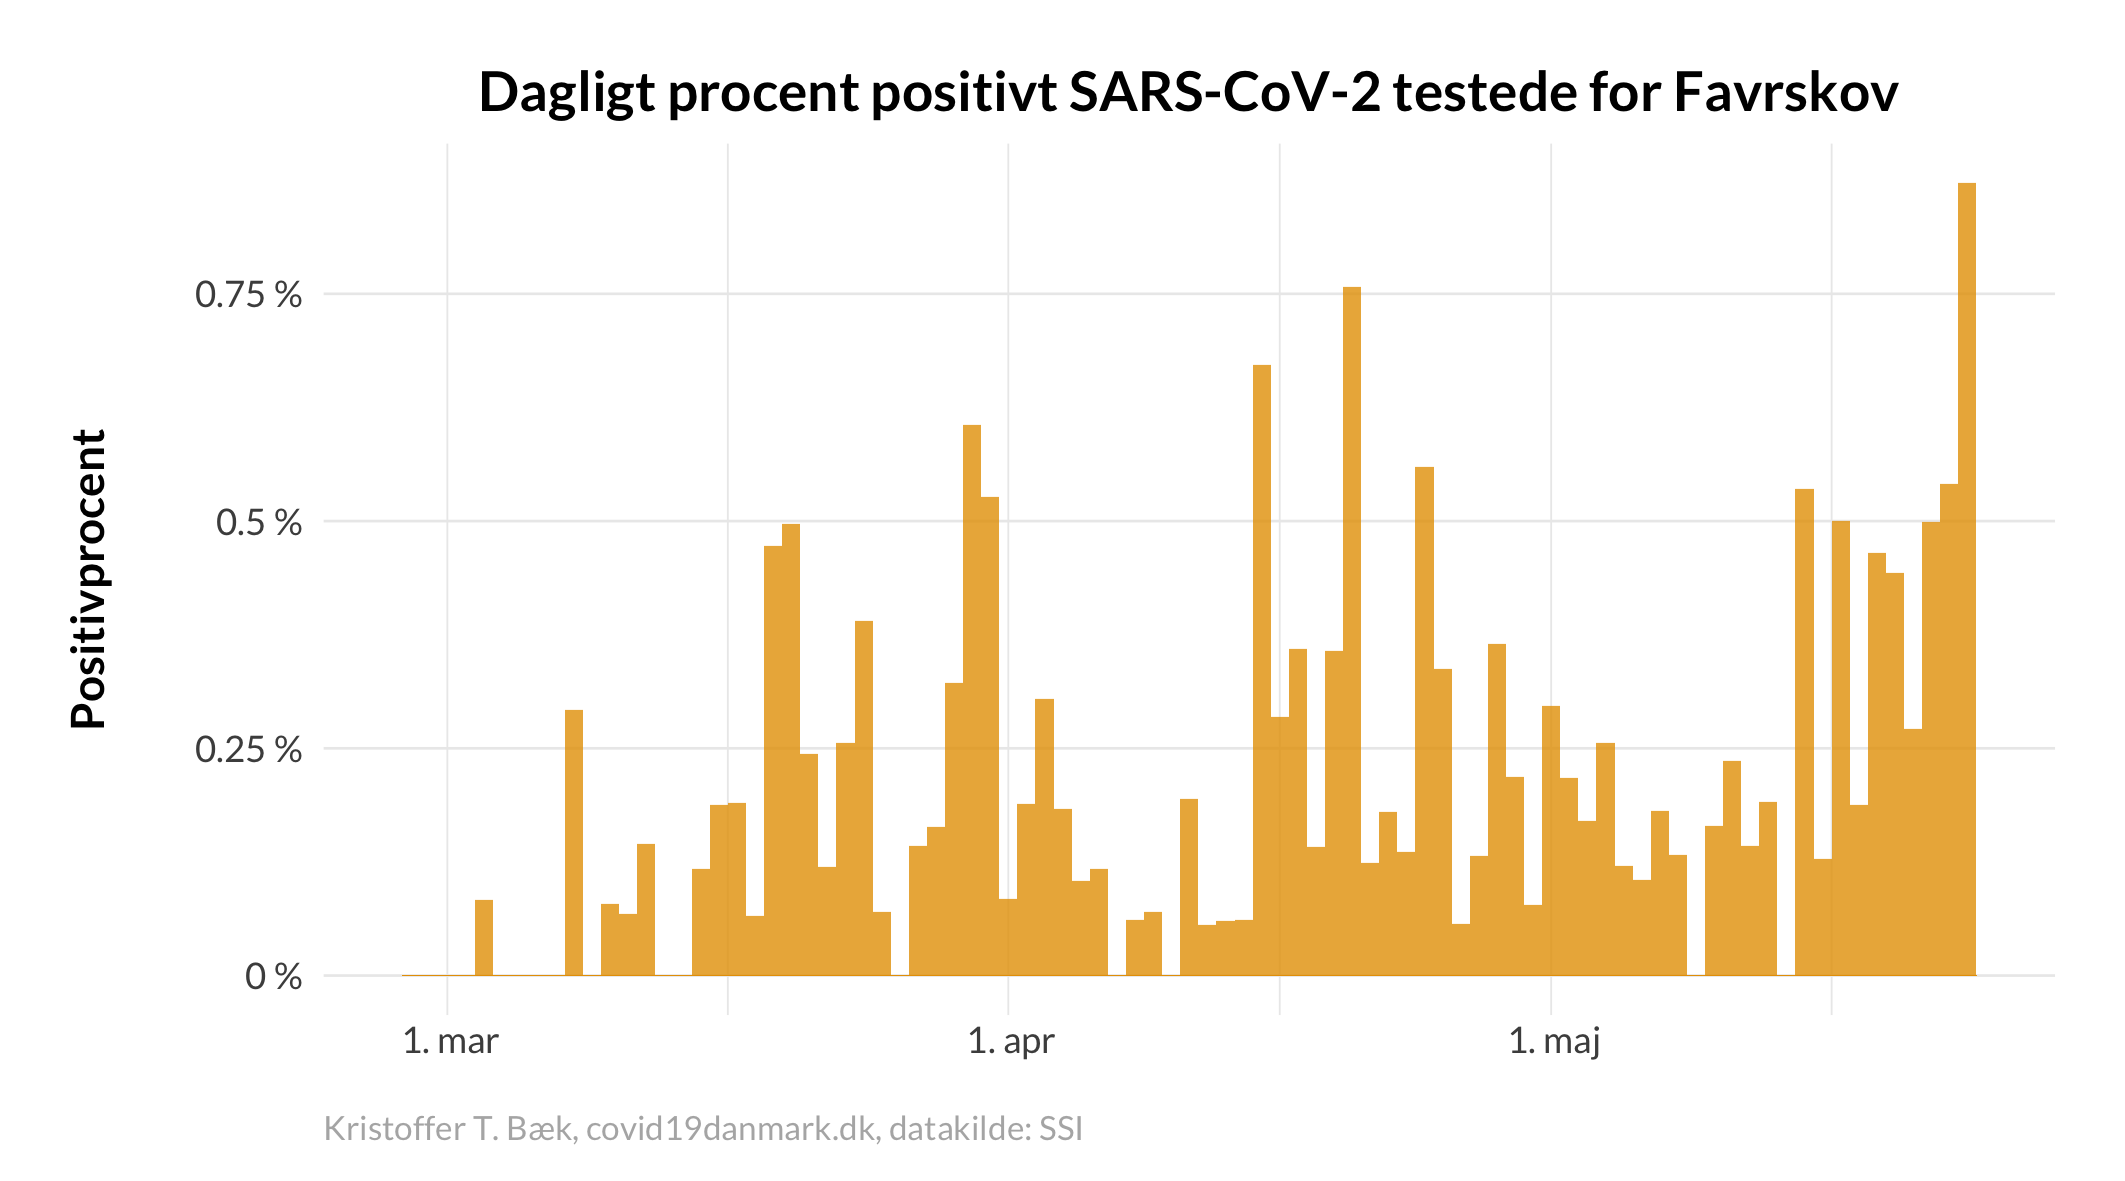 Dagligt procent positivt SARS-CoV-2 testede for Favrskov
Positivprocent
0.75 %
0.5 %
0.25 %
0 %
1. mar
1. apr
1. maj
Kristoffer T. Bæk, covid19danmark.dk, datakilde: SSI